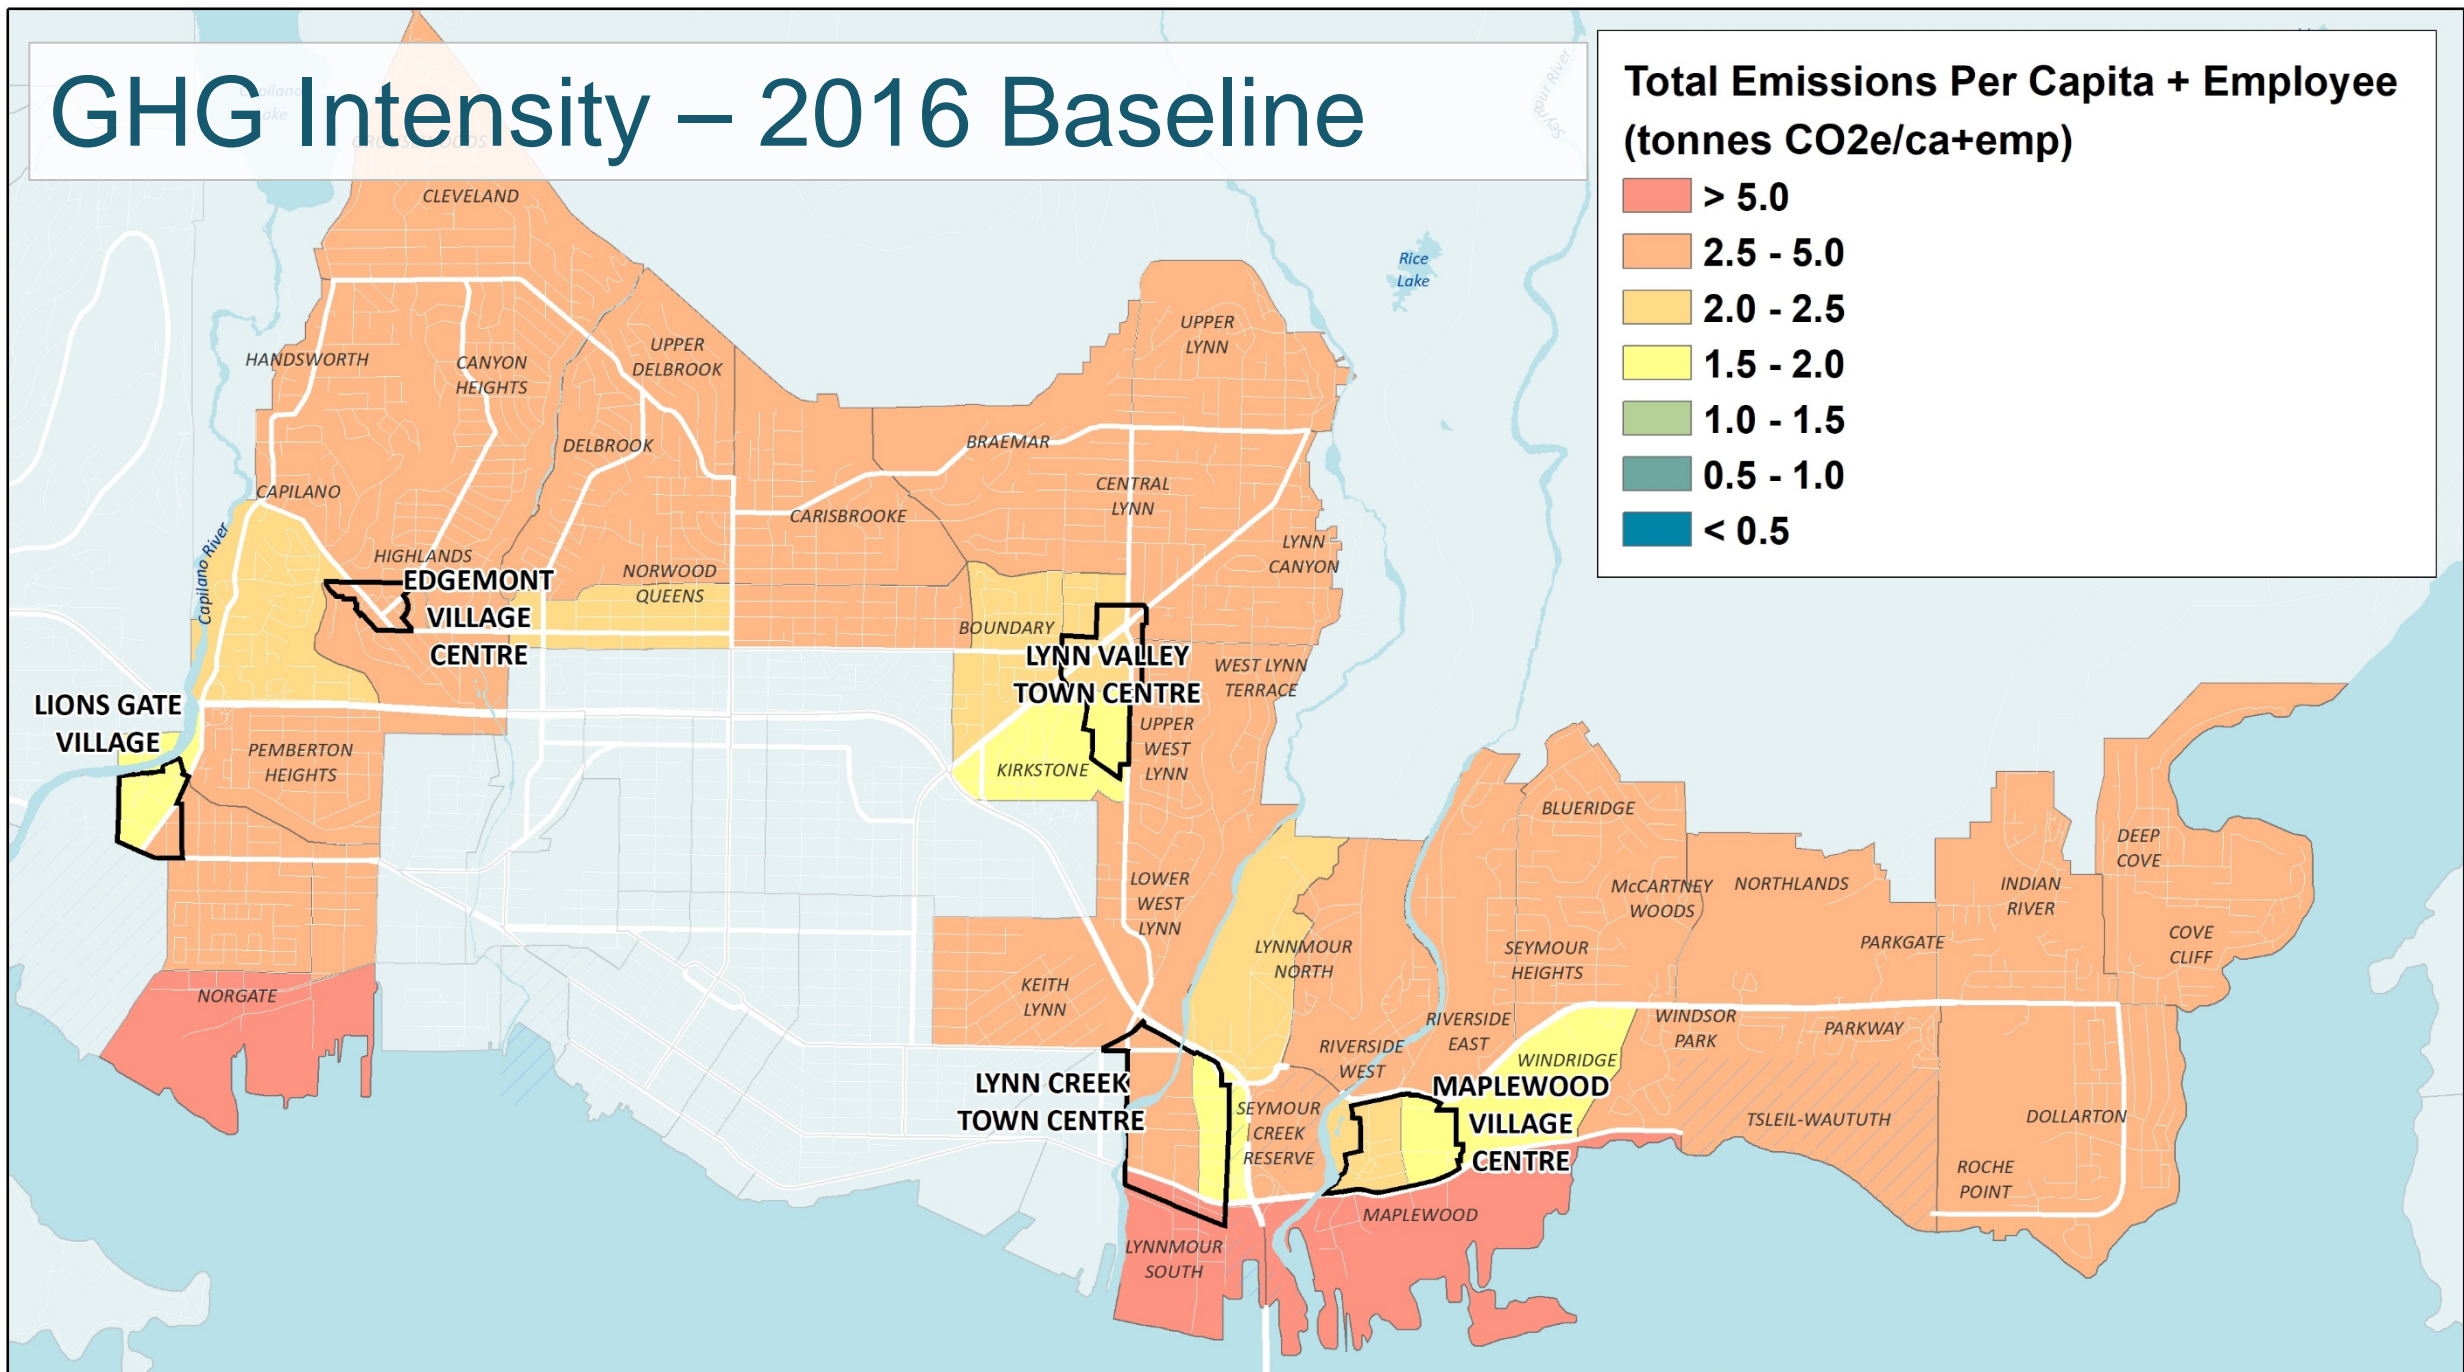 GHG Intensity – 2016 Baseline
Total Emissions Per Capita + Employee
(tonnes CO2e/ca+emp)
> 5.0
2.5 - 5.0
2.0 - 2.5
1.5 - 2.0
1.0 - 1.5
0.5 - 1.0
< 0.5
Seymour River
CLEVELAND
Rice
Lake
UPPER
LYNN
HANDSWORTH
CANYON
HEIGHTS
UPPER
DELBROOK
DELBROOK
BRAEMAR
CAPILANO
CENTRAL
LYNN
CARISBROOKE
Capilano River
HIGHLANDS
LYNN
CANYON
NORWOOD
QUEENS
EDGEMONT
VILLAGE
CENTRE
BOUNDARY
LYNN VALLEY
TOWN CENTRE
WEST LYNN
TERRACE
LIONS GATE
VILLAGE
PEMBERTON
HEIGHTS
UPPER
WEST
LYNN
KIRKSTONE
BLUERIDGE
DEEP
COVE
LOWER
WEST
LYNN
McCARTNEY
WOODS
NORTHLANDS
INDIAN
RIVER
LYNNMOUR
NORTH
SEYMOUR
HEIGHTS
PARKGATE
COVE
CLIFF
NORGATE
KEITH
LYNN
RIVERSIDE
EAST
WINDSOR
PARK
PARKWAY
RIVERSIDE
WEST
WINDRIDGE
LYNN CREEK
TOWN CENTRE
SEYMOUR
CREEK
RESERVE
MAPLEWOOD
VILLAGE
CENTRE
TSLEIL-WAUTUTH
DOLLARTON
ROCHE
POINT
MAPLEWOOD
LYNNMOUR
SOUTH